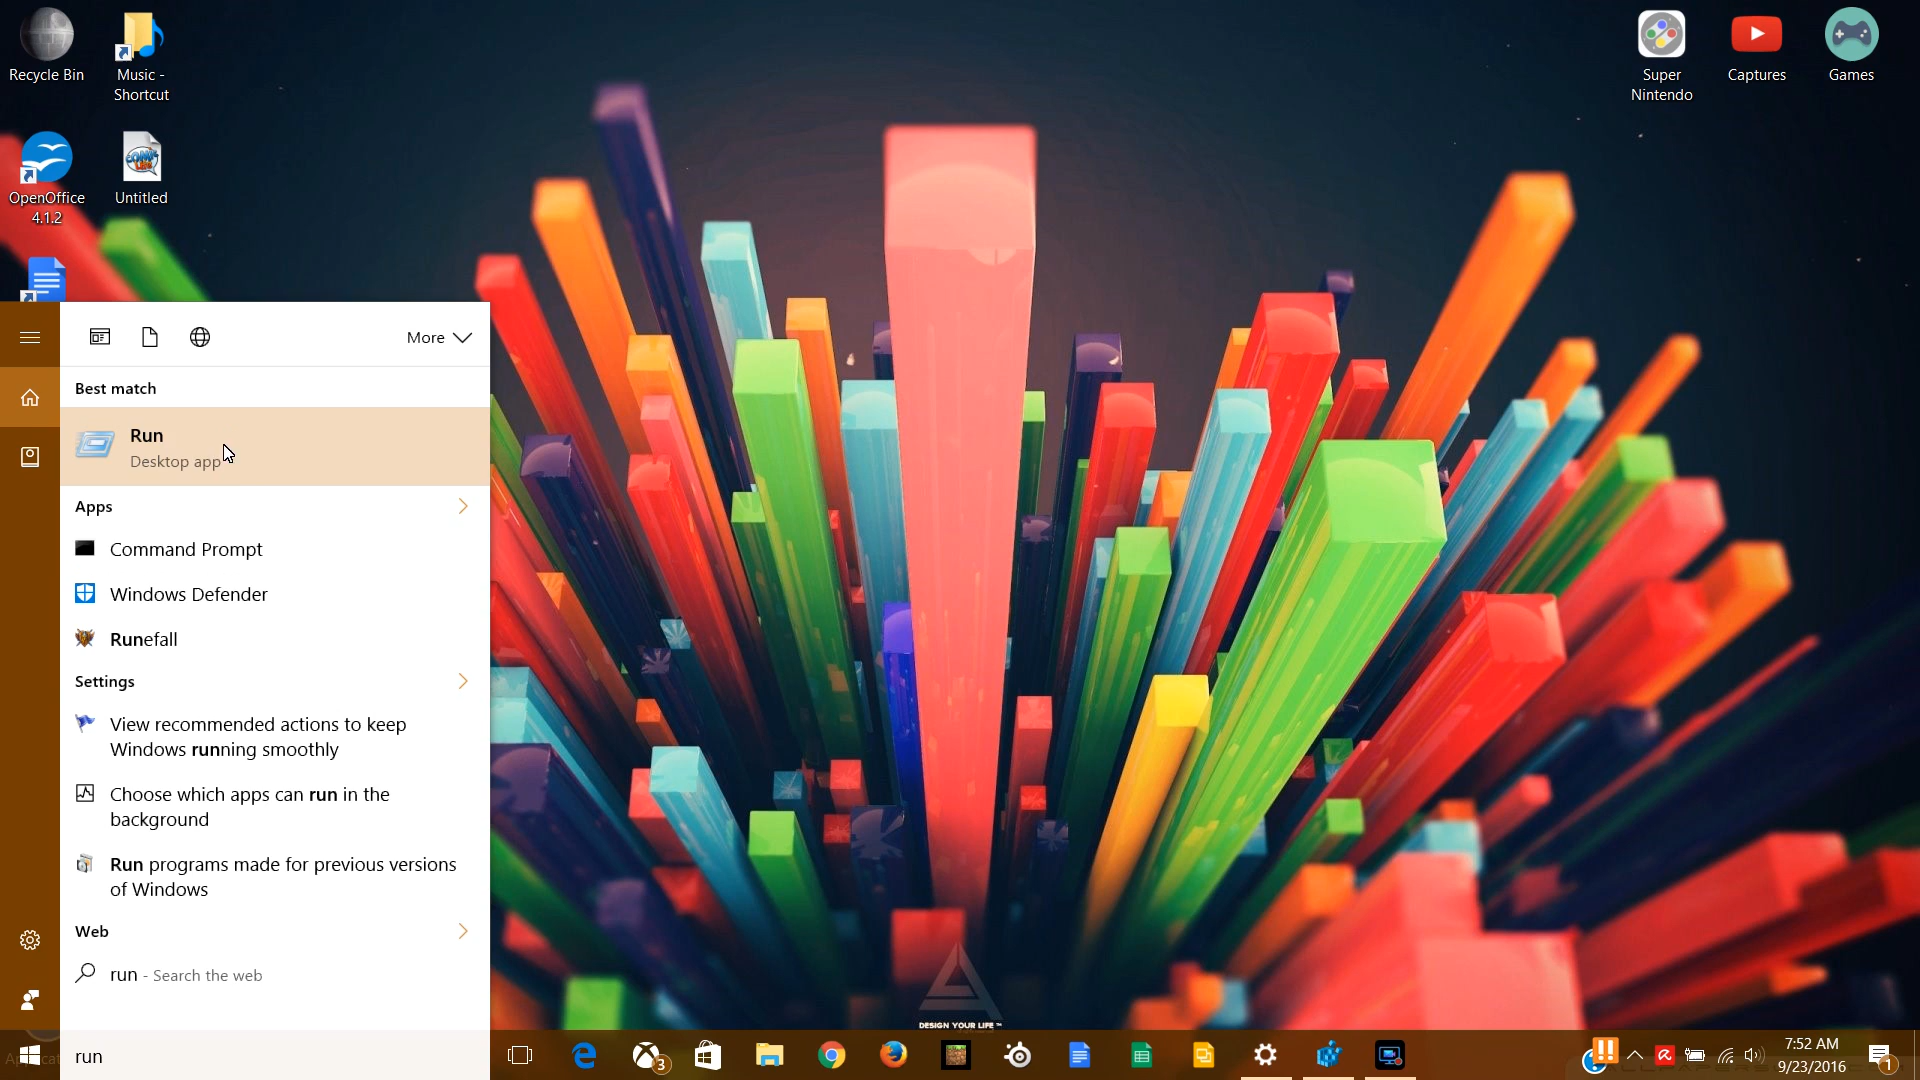 Recycle Bin
Music -
Shortcut
OpenOffice
4.1.2
Untitled
Super
Nintendo
Captures
Games
More
Best match
Run
Desktop app
Apps
Command Prompt
Windows Defender
Runefall
Settings
View recommended actions to keep
Windows running smoothly
Choose which apps can run in the
background
Run programs made for previous versions
of Windows
Web
run - Search the web
run
DESIGN YOUR LIFE ™
3
7:52 AM
9/23/2016
1